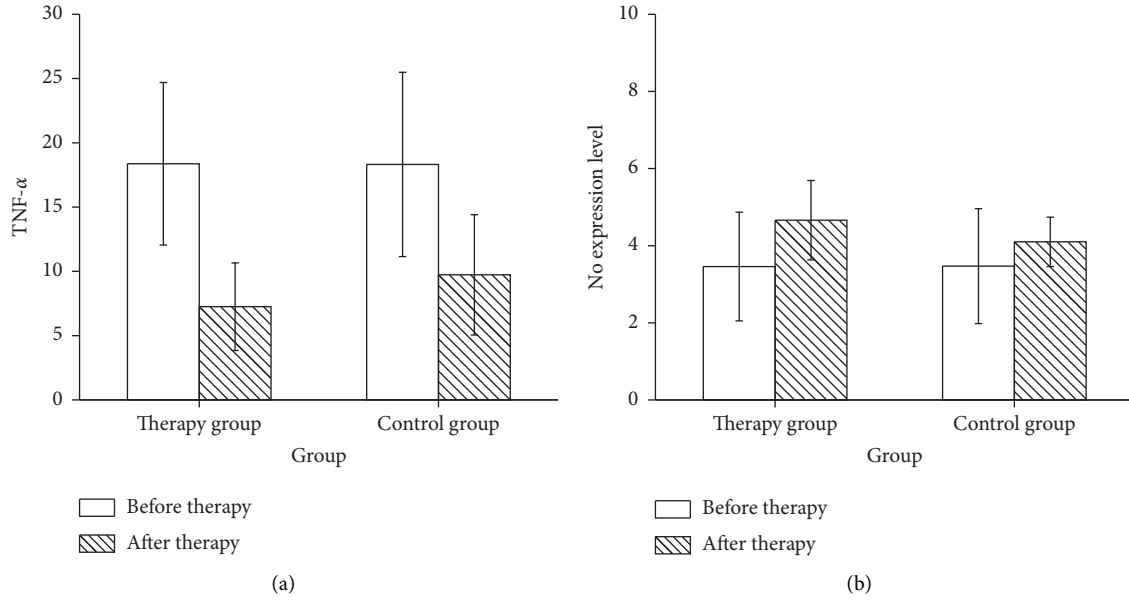 30
25
20
15
10
5
0
TNF-α
Therapy group
Control group
Group
Before therapy
After therapy
(a)
10
8
6
4
2
0
No expression level
Therapy group
Control group
Group
Before therapy
After therapy
(b)